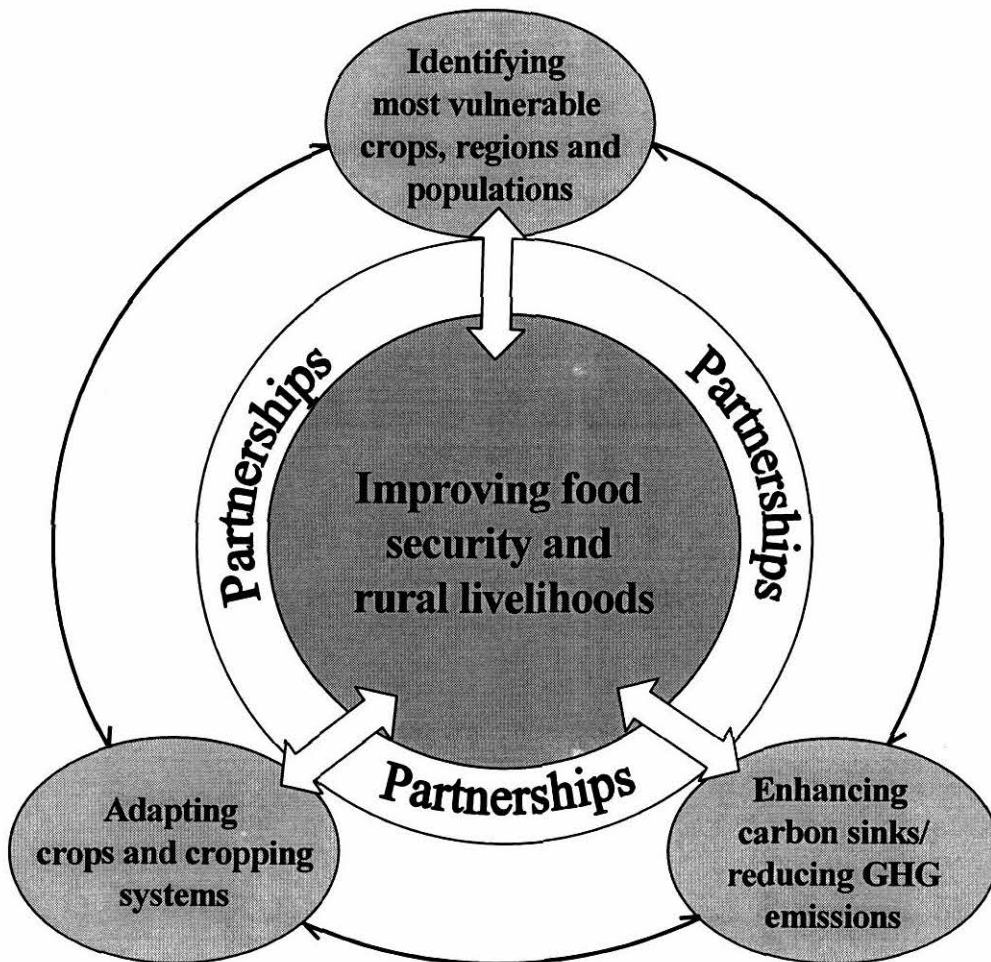 Identifying
most vulnerable
crops, regions and
populations
Partnerships
Partnerships
Improving food
security and
rural livelihoods
Partnerships
Adapting
crops and cropping
systems
Enhancing
carbon sinks/
reducing GHG
emissions